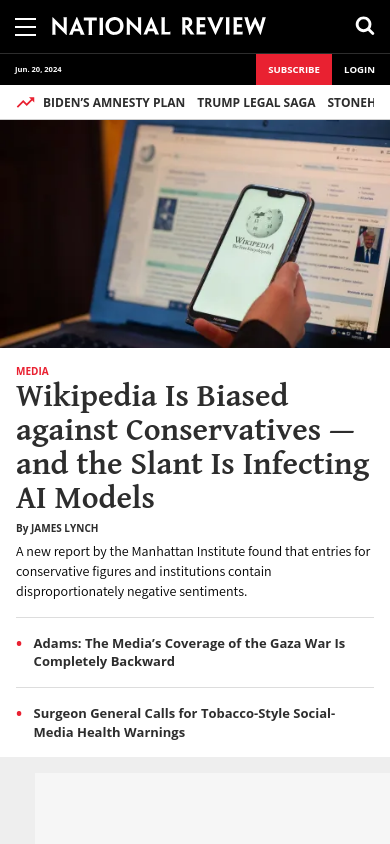 NATIONAL REVIEW
Jun. 20, 2024
SUBSCRIBE
LOGIN
BIDEN’S AMNESTY PLAN TRUMP LEGAL SAGA STONEH
WIKIPEDIA
MEDIA
Wikipedia Is Biased
against Conservatives —
and the Slant Is Infecting
AI Models
By JAMES LYNCH
A new report by the Manhattan Institute found that entries for
conservative figures and institutions contain
disproportionately negative sentiments.
Adams: The Media’s Coverage of the Gaza War Is
Completely Backward
Surgeon General Calls for Tobacco-Style Social-
Media Health Warnings